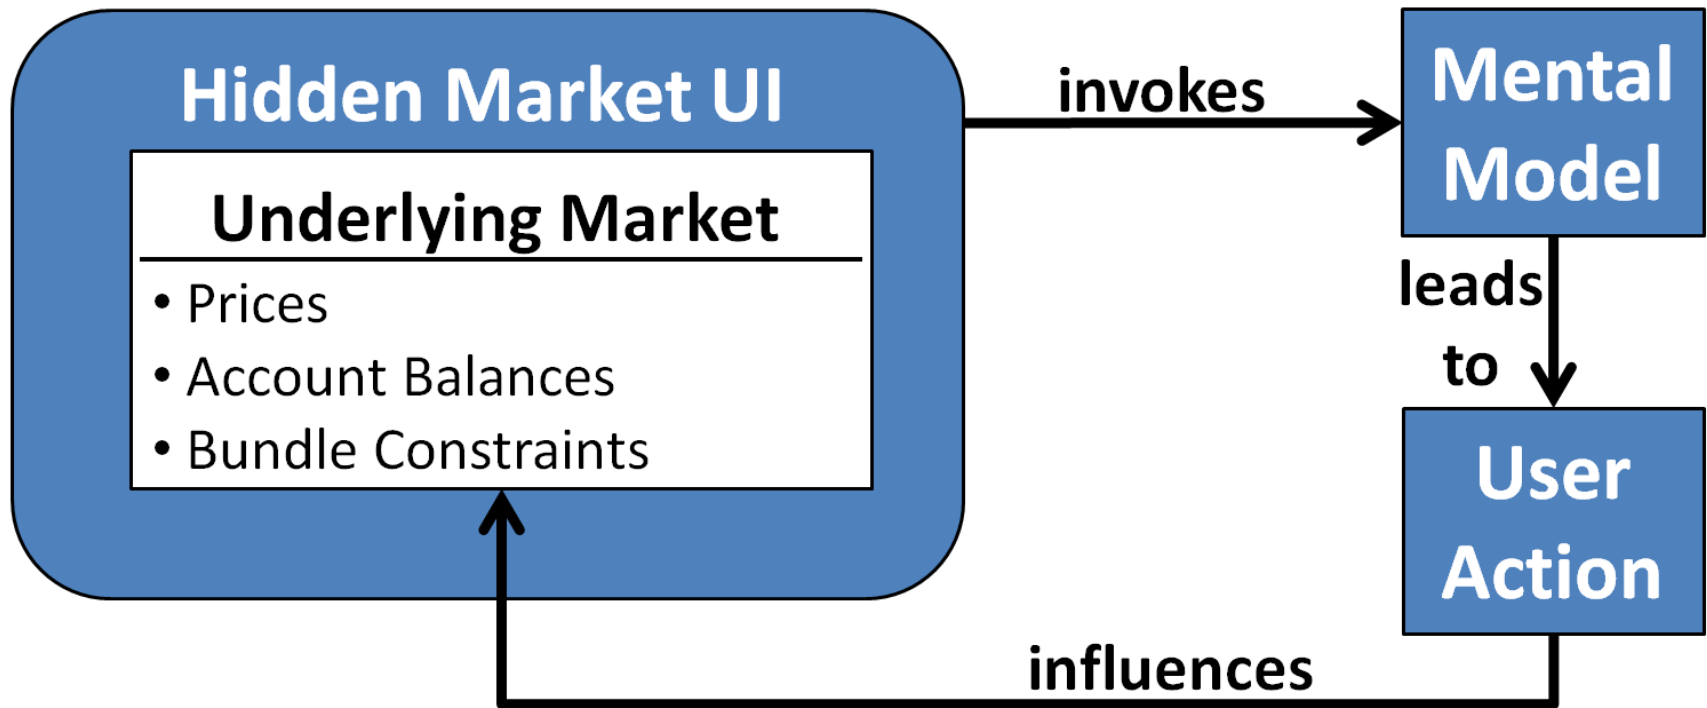 Hidden Market UI
Underlying Market
• Prices
• Account Balances
• Bundle Constraints
invokes
Mental
Model
leads
to
User
Action
influences